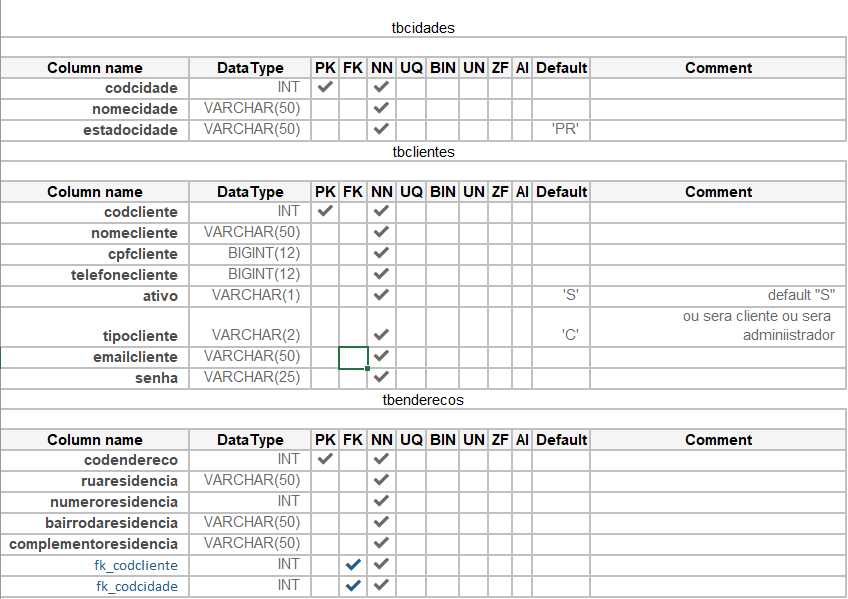 tbcidades
Column name DataType PK FK NN UQ BIN UN ZF AI Default Comment
codcidade INT ✔ ✔
nomecidade VARCHAR(50) ✔
estadocidade VARCHAR(50) ✔ 'PR'
tbclientes
Column name DataType PK FK NN UQ BIN UN ZF AI Default Comment
codcliente INT ✔ ✔
nomecliente VARCHAR(50) ✔
cpfcliente BIGINT(12) ✔
telefonecliente BIGINT(12) ✔
ativo VARCHAR(1) ✔ 'S' default "S"
ou sera cliente ou sera
tipocliente VARCHAR(2) ✔ 'C' adminiistrador
emailcliente VARCHAR(50) ✔
senha VARCHAR(25) ✔
tbenderecos
Column name DataType PK FK NN UQ BIN UN ZF AI Default Comment
codendereco INT ✔ ✔
ruaresidencia VARCHAR(50) ✔
numeroresidencia INT ✔
bairrodaresidencia VARCHAR(50) ✔
complementoresidencia VARCHAR(50) ✔
fk_codcliente INT ✔ ✔
fk_codcidade INT ✔ ✔